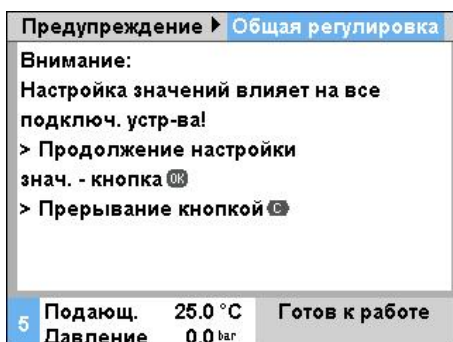 Предупреждение ▶ Общая регулировка
Внимание:
Настройка значений влияет на все
подключ. устр-ва!
> Продолжение настройки
знач. - кнопка OK
> Прерывание кнопкой C
5 Подающ. 25.0 °C Готов к работе
Давление 0.0 bar